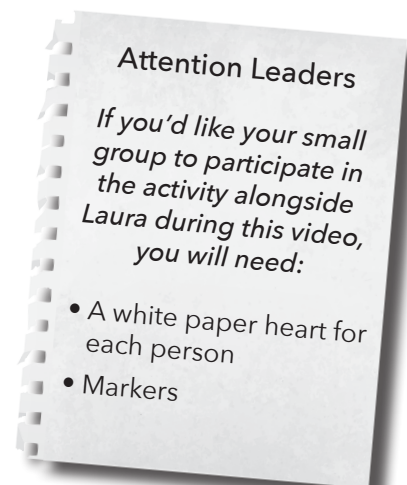 Attention Leaders
If you’d like your small
group to participate in
the activity alongside
Laura during this video,
you will need:
• A white paper heart for
each person
• Markers